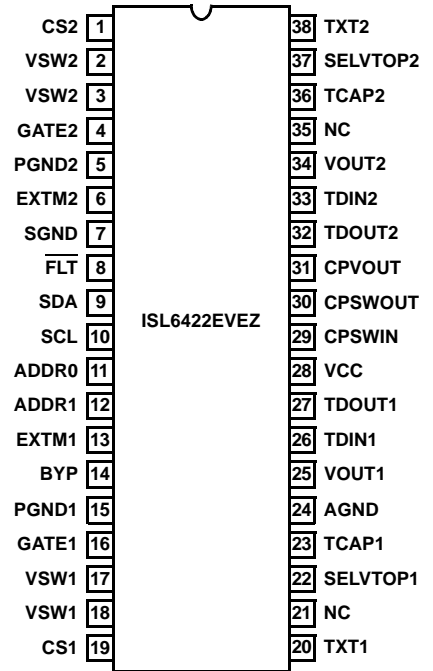 CS2 1 38 TXT2
VSW2 2 37 SELVTOP2
VSW2 3 36 TCAP2
GATE2 4 35 NC
PGND2 5 34 VOUT2
EXTM2 6 33 TDIN2
SGND 7 32 TDOUT2
FLT 8 31 CPVOUT
SDA 9 30 CPSWOUT
ISL6422EVEZ
SCL 10 29 CPSWIN
ADDR0 11 28 VCC
ADDR1 12 27 TDOUT1
EXTM1 13 26 TDIN1
BYP 14 25 VOUT1
PGND1 15 24 AGND
GATE1 16 23 TCAP1
VSW1 17 22 SELVTOP1
VSW1 18 21 NC
CS1 19 20 TXT1